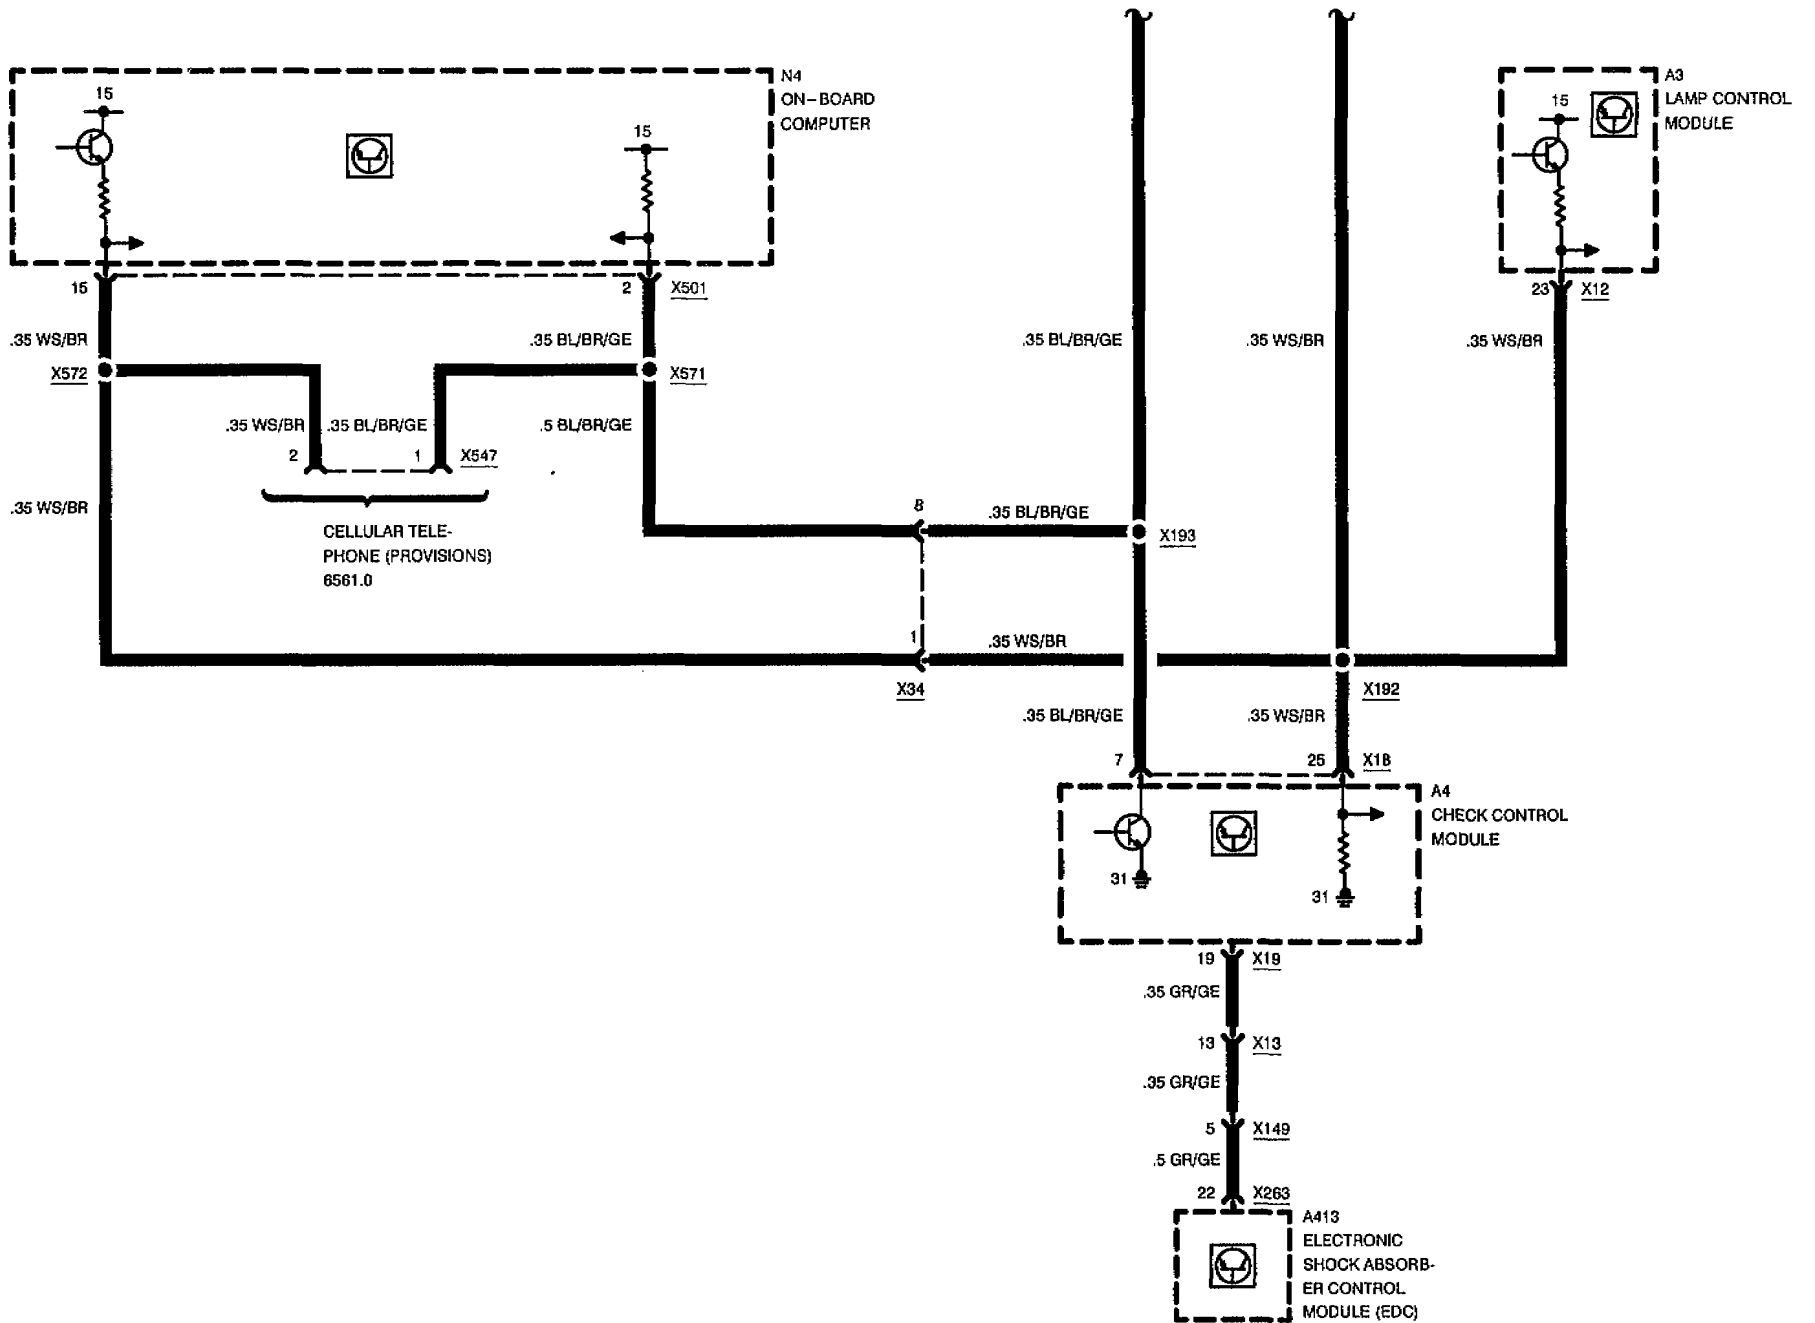 N4
ON-BOARD
COMPUTER
15
15
A3
LAMP CONTROL
MODULE
15
15
2
X501
23
X12
.35 WS/BR
.35 BL/BR/GE
.35 BL/BR/GE
.35 WS/BR
.35 WS/BR
X572
X571
.35 WS/BR
.35 BL/BR/GE
.5 BL/BR/GE
2
1
X547
.35 WS/BR
CELLULAR TELE-
PHONE (PROVISIONS)
6561.0
8
.35 BL/BR/GE
X193
1
.35 WS/BR
X34
X192
.35 BL/BR/GE
.35 WS/BR
7
25
X18
A4
CHECK CONTROL
MODULE
31
31
19
X19
.35 GR/GE
13
X13
.35 GR/GE
5
X149
.5 GR/GE
22
X263
A413
ELECTRONIC
SHOCK ABSORB-
ER CONTROL
MODULE (EDC)